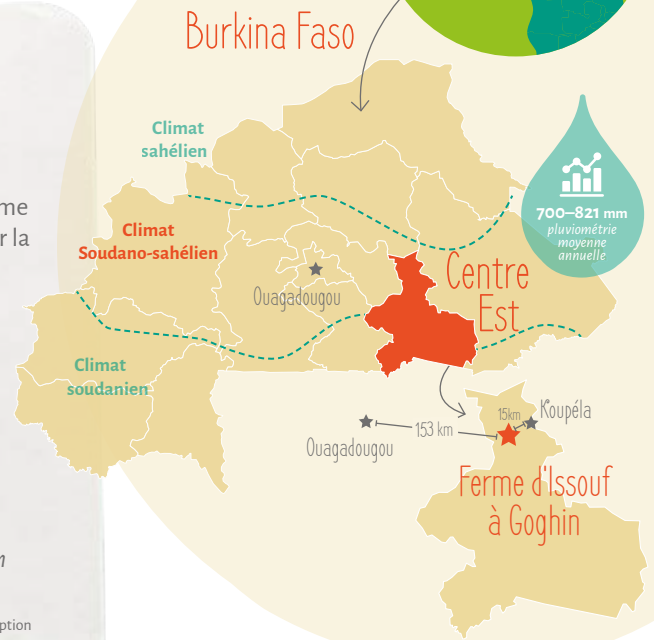 Burkina Faso
Climat
sahélien
700–821 mm
pluviométrie
moyenne
annuelle
me
r la
Climat
Soudano-sahélien
Centre
Est
Ouagadougou
Climat
soudanien
15km
Koupéla
153 km
Ouagadougou
Ferme d'Issouf
à Goghin
n
ption